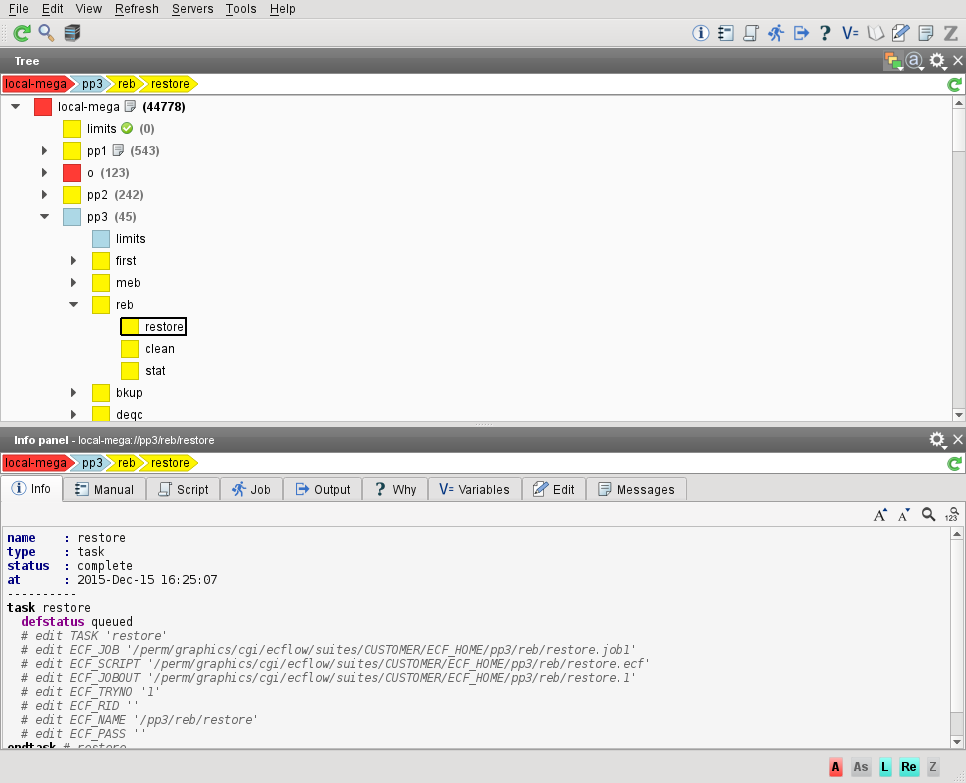 File Edit View Refresh Servers Tools Help
i ? V= Z
Tree
a
local-mega pp3 reb restore
local-mega (44778)
limits (0)
pp1 (543)
o (123)
pp2 (242)
pp3 (45)
limits
first
meb
reb
restore
clean
stat
bkup
deqc
Info panel - local-mega://pp3/reb/restore
local-mega pp3 reb restore
i Info Manual Script Job Output ? Why V= Variables Edit Messages
A A 123
name : restore
type : task
status : complete
at : 2015-Dec-15 16:25:07
----------
task restore
defstatus queued
# edit TASK 'restore'
# edit ECF_JOB '/perm/graphics/cgi/ecflow/suites/CUSTOMER/ECF_HOME/pp3/reb/restore.job1'
# edit ECF_SCRIPT '/perm/graphics/cgi/ecflow/suites/CUSTOMER/ECF_HOME/pp3/reb/restore.ecf'
# edit ECF_JOBOUT '/perm/graphics/cgi/ecflow/suites/CUSTOMER/ECF_HOME/pp3/reb/restore.1'
# edit ECF_TRYNO '1'
# edit ECF_RID ''
# edit ECF_NAME '/pp3/reb/restore'
# edit ECF_PASS ''
endtask # restore
A As L Re Z